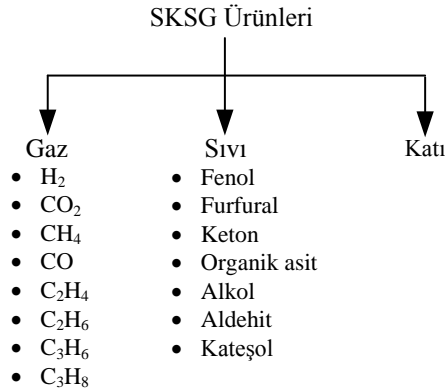 SKSG Ürünleri
Gaz
• H₂
• CO₂
• CH₄
• CO
• C₂H₄
• C₂H₆
• C₃H₆
• C₃H₈
Sıvı
• Fenol
• Furfural
• Keton
• Organik asit
• Alkol
• Aldehit
• Kateşol
Katı